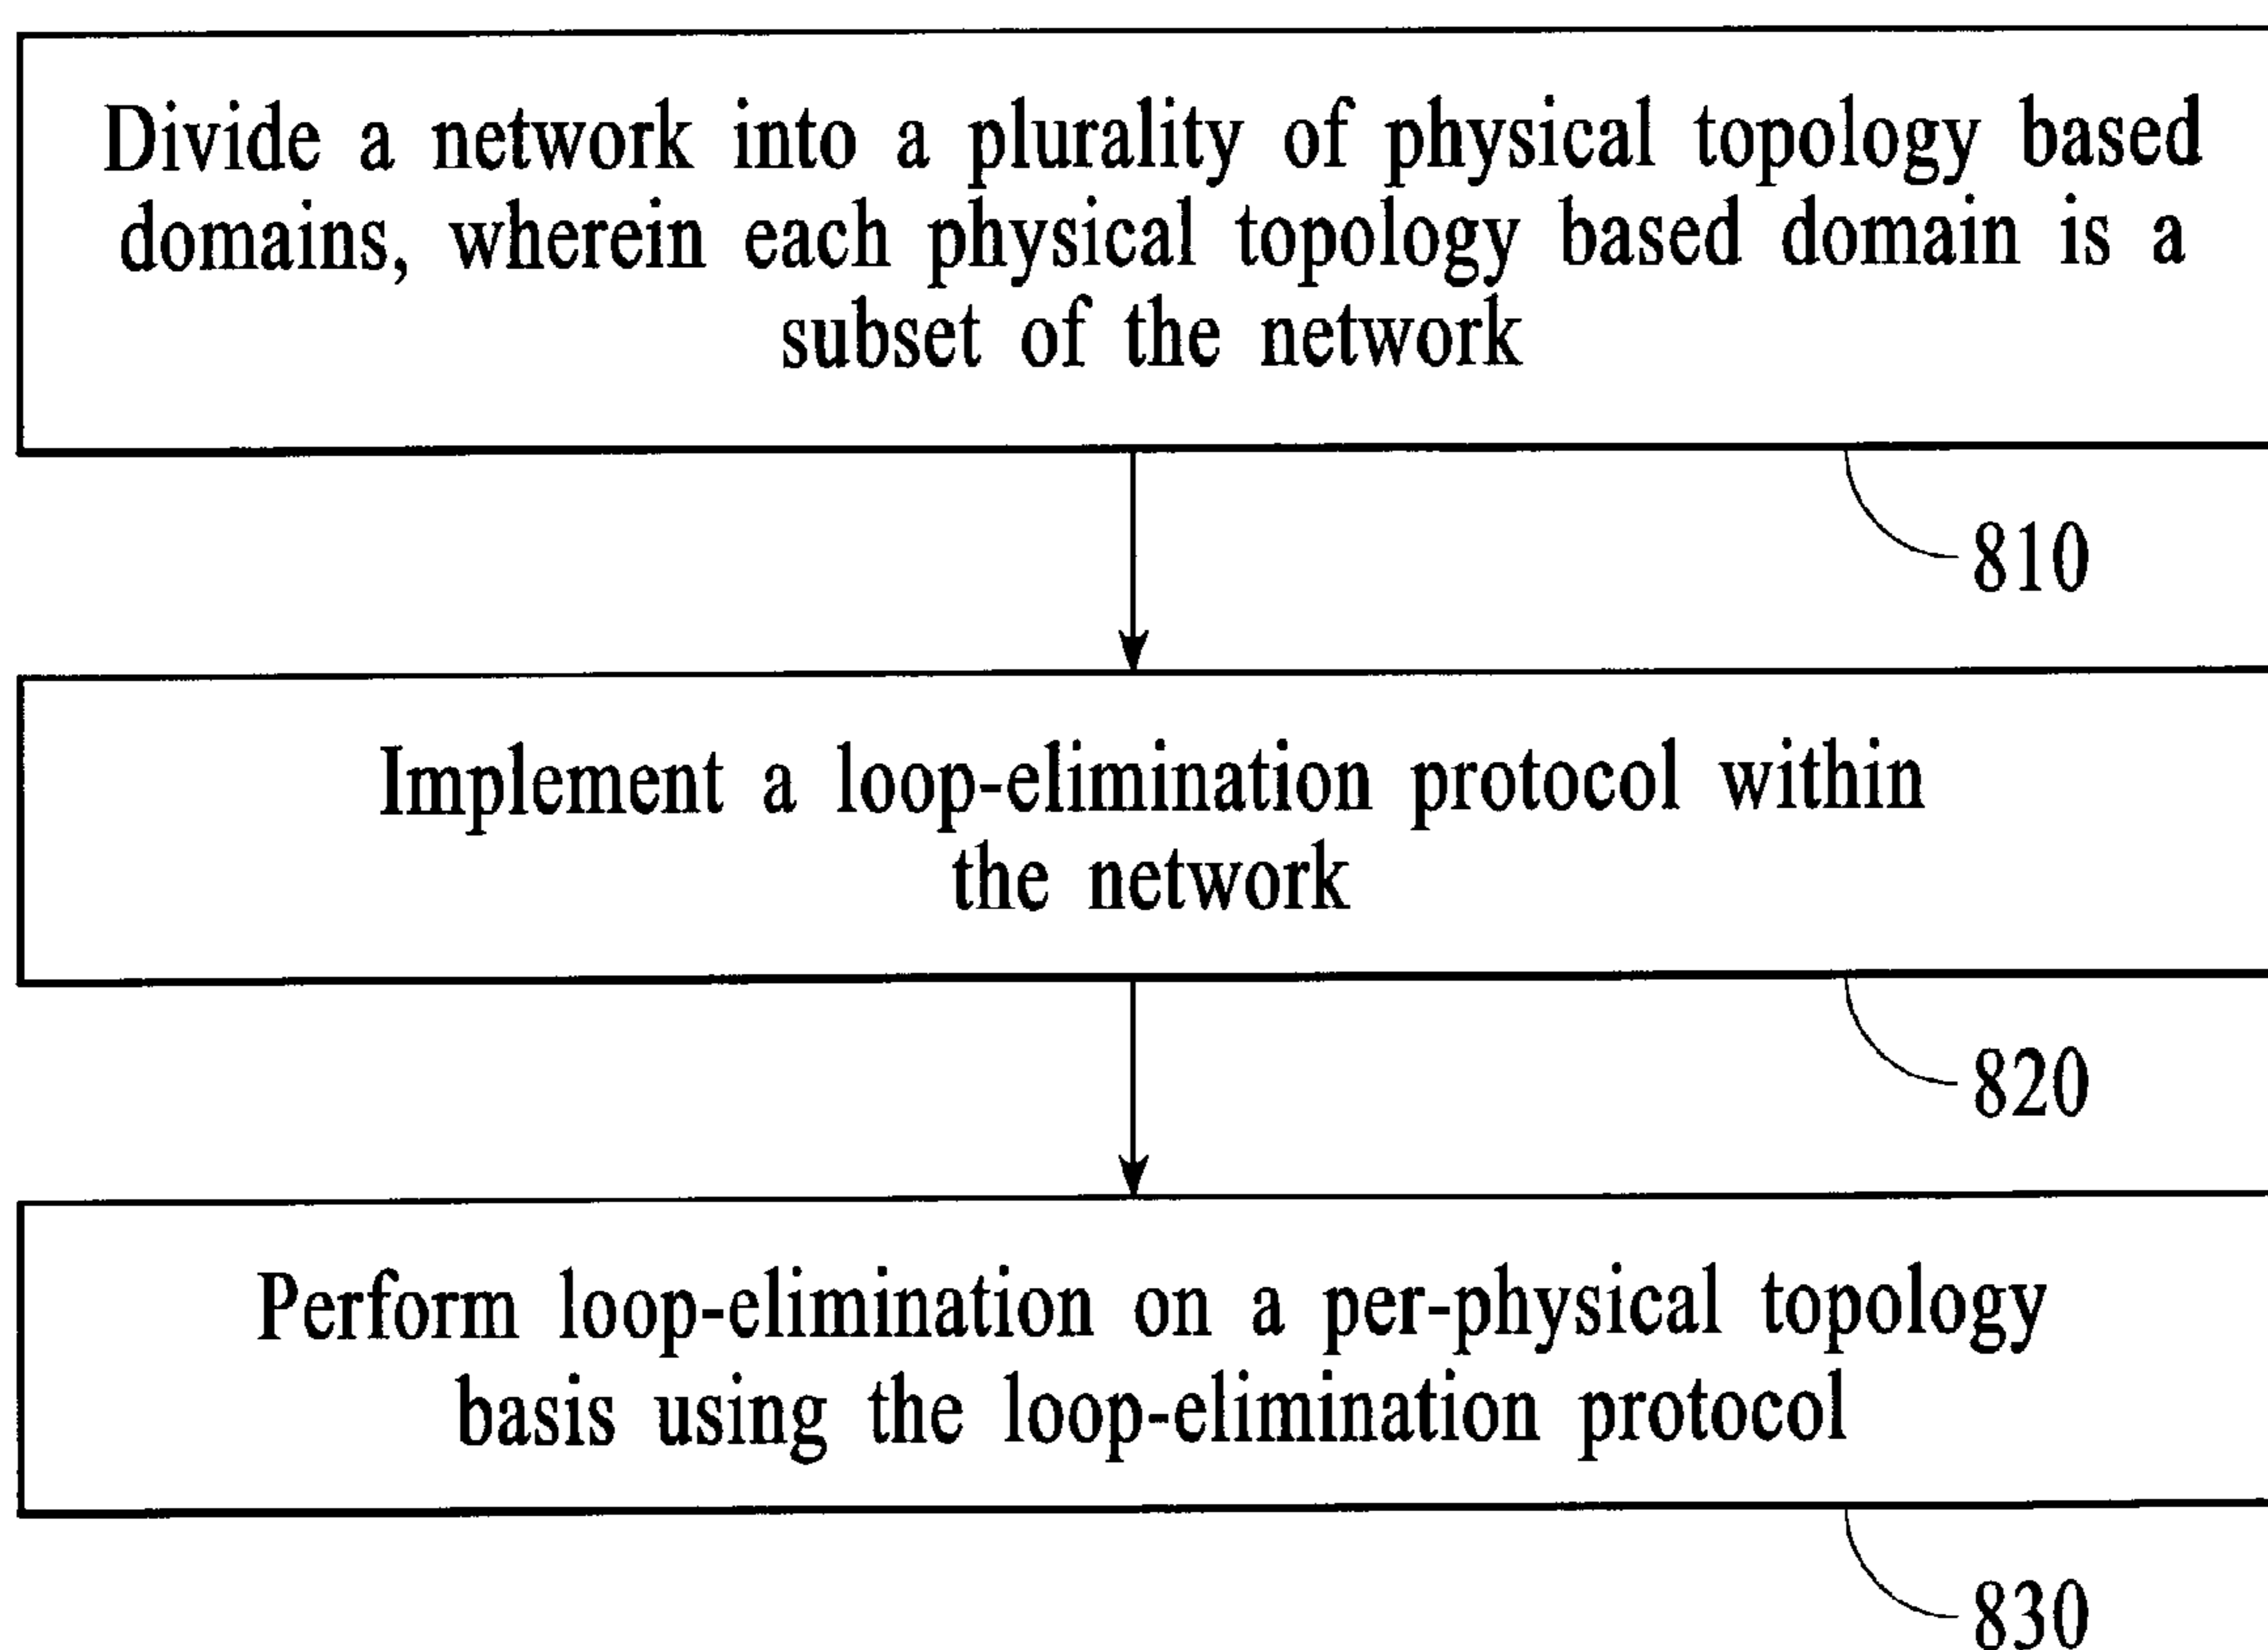 Divide a network into a plurality of physical topology based
domains, wherein each physical topology based domain is a
subset of the network
810
Implement a loop-elimination protocol within
the network
820
Perform loop-elimination on a per-physical topology
basis using the loop-elimination protocol
830